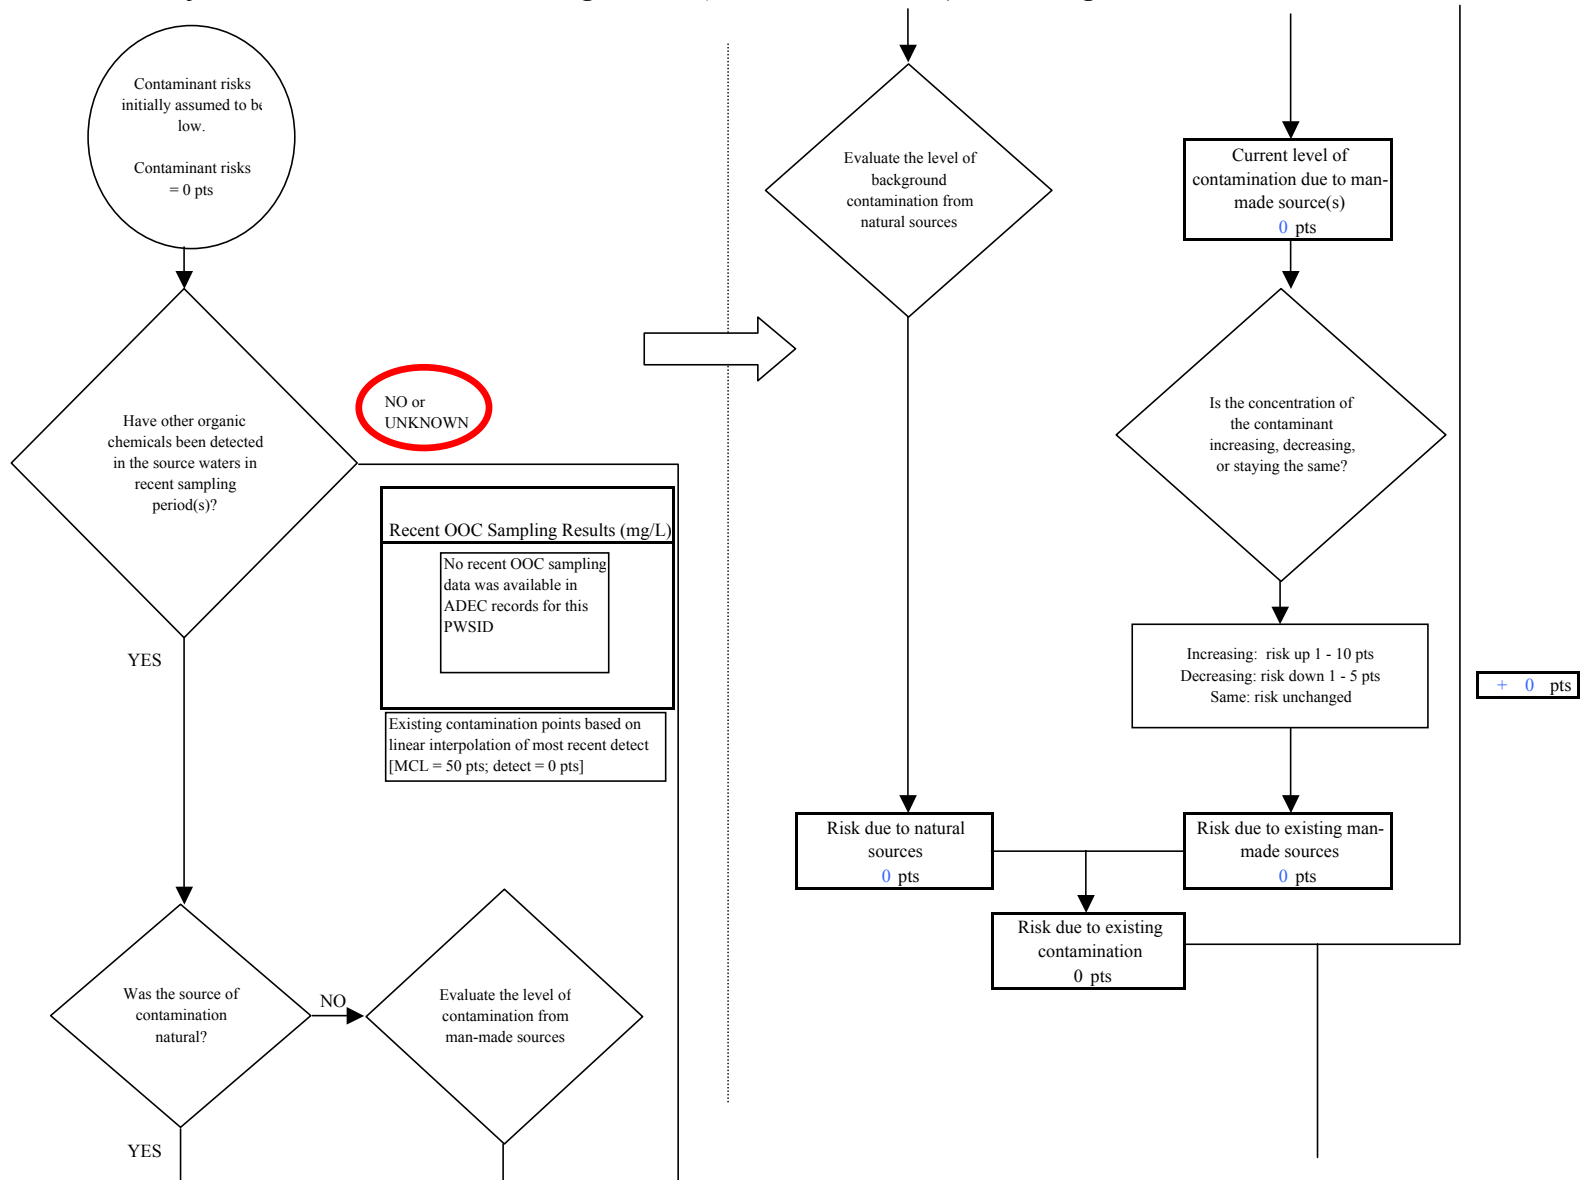 Contaminant risks
initially assumed to be
low.
Contaminant risks
= 0 pts
Have other organic
chemicals been detected
in the source waters in
recent sampling
period(s)?
NO or
UNKNOWN
Recent OOC Sampling Results (mg/L)
No recent OOC sampling
data was available in
ADEC records for this
PWSID
Existing contamination points based on
linear interpolation of most recent detect
[MCL = 50 pts; detect = 0 pts]
YES
Was the source of
contamination
natural?
NO
Evaluate the level of
contamination from
man-made sources
YES
Evaluate the level of
background
contamination from
natural sources
Current level of
contamination due to man-
made source(s)
0 pts
Is the concentration of
the contaminant
increasing, decreasing,
or staying the same?
Increasing: risk up 1 - 10 pts
Decreasing: risk down 1 - 5 pts
Same: risk unchanged
+ 0 pts
Risk due to natural
sources
0 pts
Risk due to existing man-
made sources
0 pts
Risk due to existing
contamination
0 pts